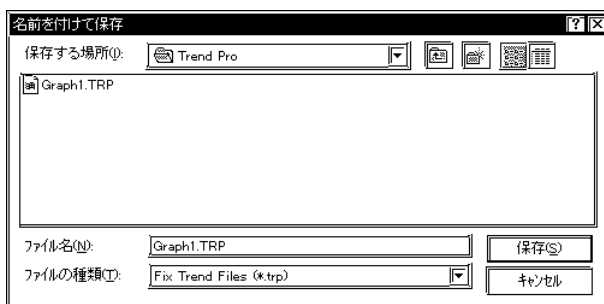 名前を付けて保存
保存する場所(I): Trend Pro
Graph1.TRP
ファイル名(N): Graph1.TRP 保存(S)
ファイルの種類(T): Fix Trend Files (*.trp) キャンセル